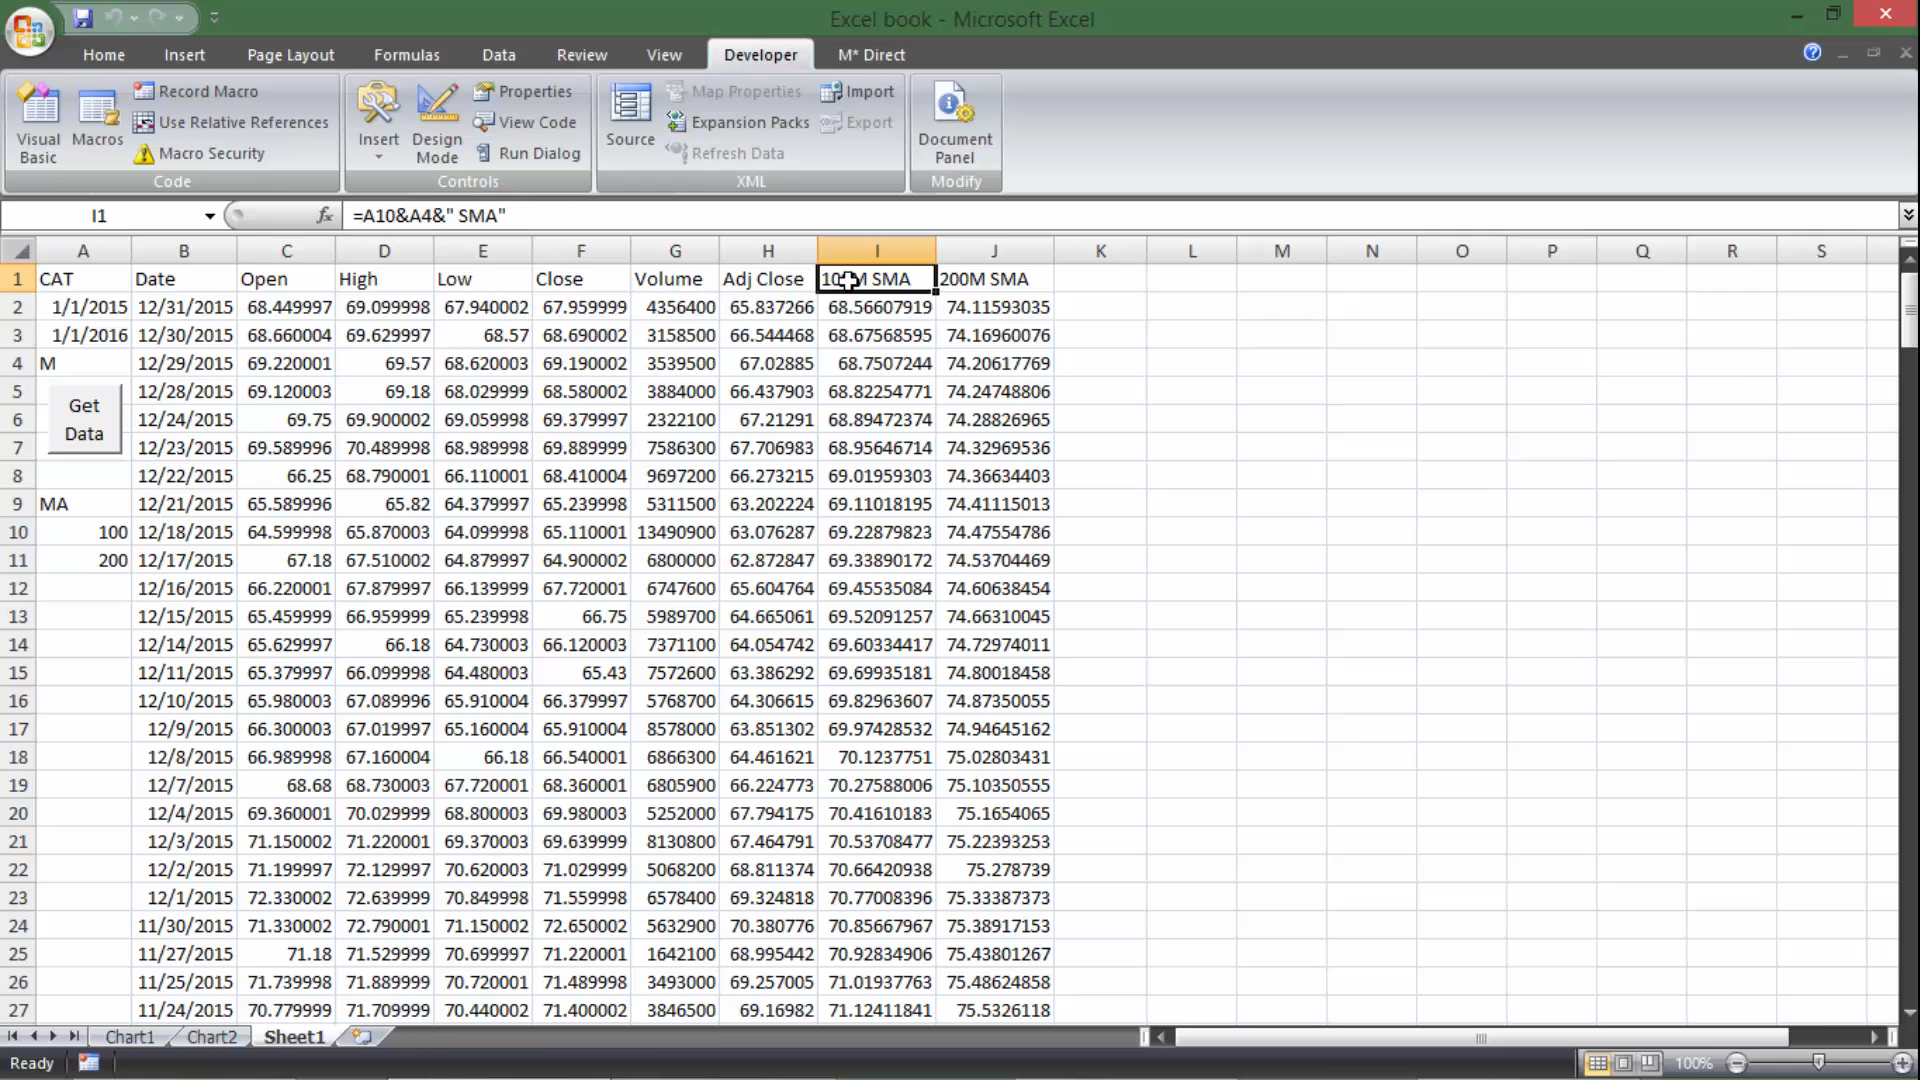 Excel book - Microsoft Excel
Home Insert Page Layout Formulas Data Review View Developer M* Direct
Visual Basic
Macros
Record Macro
Use Relative References
Macro Security
Code
Insert
Design Mode
Properties
View Code
Run Dialog
Controls
Source
Map Properties
Expansion Packs
Refresh Data
Import
Export
XML
Document Panel
Modify
I1 fx =A10&A4&" SMA"
A B C D E F G H I J K L M N O P Q R S
1 CAT Date Open High Low Close Volume Adj Close SMA 200M SMA
2 1/1/2015 12/31/2015 68.449997 69.099998 67.940002 67.959999 4356400 65.837266 68.56607919 74.11593035
3 1/1/2016 12/30/2015 68.660004 69.629997 68.57 68.690002 3158500 66.544468 68.67568595 74.16960076
4 M 12/29/2015 69.220001 69.57 68.620003 69.190002 3539500 67.02885 68.7507244 74.20617769
5 12/28/2015 69.120003 69.18 68.029999 68.580002 3884000 66.437903 68.82254771 74.24748806
Get Data
6 12/24/2015 69.75 69.900002 69.059998 69.379997 2322100 67.21291 68.89472374 74.28826965
7 12/23/2015 69.589996 70.489998 68.989998 69.889999 7586300 67.706983 68.95646714 74.32969536
8 12/22/2015 66.25 68.790001 66.110001 68.410004 9697200 66.273215 69.01959303 74.36634403
9 MA 12/21/2015 65.589996 65.82 64.379997 65.239998 5311500 63.202224 69.11018195 74.41115013
10 100 12/18/2015 64.599998 65.870003 64.099998 65.110001 13490900 63.076287 69.22879823 74.47554786
11 200 12/17/2015 67.18 67.510002 64.879997 64.900002 6800000 62.872847 69.33890172 74.53704469
12 12/16/2015 66.220001 67.879997 66.139999 67.720001 6747600 65.604764 69.45535084 74.60638454
13 12/15/2015 65.459999 66.959999 65.239998 66.75 5989700 64.665061 69.52091257 74.66310045
14 12/14/2015 65.629997 66.18 64.730003 66.120003 7371100 64.054742 69.60334417 74.72974011
15 12/11/2015 65.379997 66.099998 64.480003 65.43 7572600 63.386292 69.69935181 74.80018458
16 12/10/2015 65.980003 67.089996 65.910004 66.379997 5768700 64.306615 69.82963607 74.87350055
17 12/9/2015 66.300003 67.019997 65.160004 65.910004 8578000 63.851302 69.97428532 74.94645162
18 12/8/2015 66.989998 67.160004 66.18 66.540001 6866300 64.461621 70.1237751 75.02803431
19 12/7/2015 68.68 68.730003 67.720001 68.360001 6805900 66.224773 70.27588006 75.10350555
20 12/4/2015 69.360001 70.029999 68.800003 69.980003 5252000 67.794175 70.41610183 75.1654065
21 12/3/2015 71.150002 71.220001 69.370003 69.639999 8130800 67.464791 70.53708477 75.22393253
22 12/2/2015 71.199997 72.129997 70.620003 71.029999 5068200 68.811374 70.66420938 75.278739
23 12/1/2015 72.330002 72.639999 70.849998 71.559998 6578400 69.324818 70.77008396 75.33387373
24 11/30/2015 71.330002 72.790001 71.150002 72.650002 5632900 70.380776 70.85667967 75.38917153
25 11/27/2015 71.18 71.529999 70.699997 71.220001 1642100 68.995442 70.92834906 75.43801267
26 11/25/2015 71.739998 71.889999 70.720001 71.489998 3493000 69.257005 71.01937763 75.48624858
27 11/24/2015 70.779999 71.709999 70.440002 71.400002 3846500 69.16982 71.12411841 75.5326118
Chart1 Chart2 Sheet1
Ready 100%